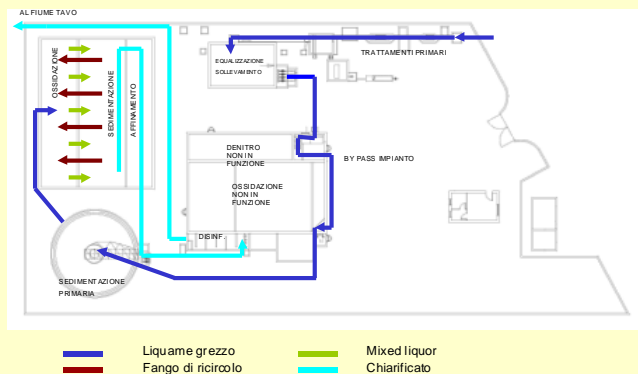 AL FIUME TAVO
TRATTAMENTI PRIMARI
EQUALIZZAZIONE
SOLLEVAMENTO
OSSIDAZIONE
SEDIMENTAZIONE
AFFINAMENTO
DENITRO
NON IN
FUNZIONE
BY PASS IMPIANTO
OSSIDAZIONE
NON IN
FUNZIONE
DISINF.
SEDIMENTAZIONE
PRIMARIA
Liquame grezzo
Mixed liquor
Fango di ricircolo
Chiarificato